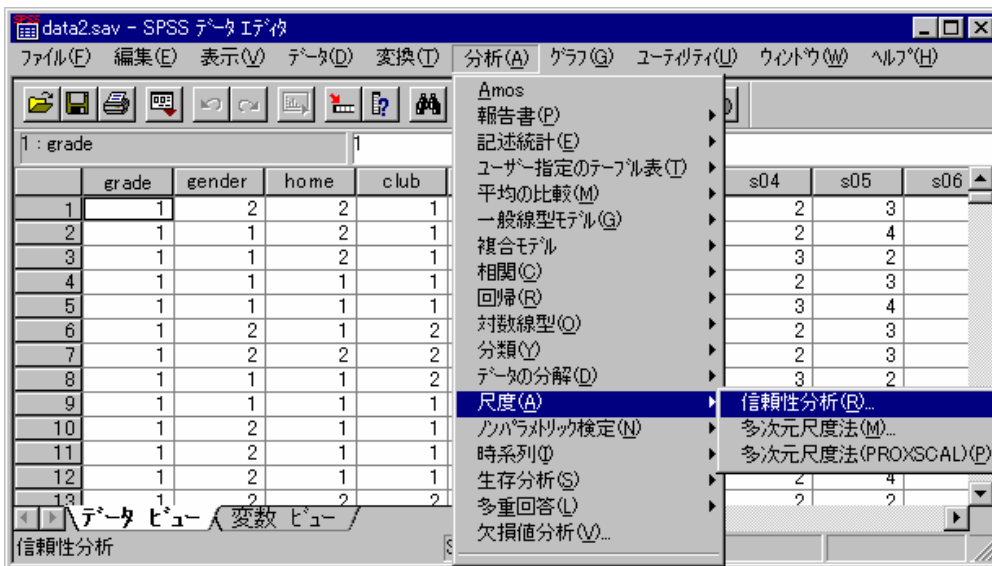 data2.sav - SPSS データ エディタ
ファイル(F) 編集(E) 表示(V) データ(D) 変換(T) 分析(A) グラフ(G) ユーティリティ(U) ウィンドウ(W) ヘルプ(H)
1 : grade 1
grade gender home club s04 s05 s06
1 1 2 2 1 2 3
2 1 1 2 1 2 4
3 1 1 2 1 3 2
4 1 1 1 1 2 3
5 1 1 1 1 3 4
6 1 2 1 2 2 3
7 1 2 2 2 2 3
8 1 1 1 2 3 2
9 1 1 1 1
10 1 2 1 1
11 1 2 1 1
12 1 2 1 1 2 4
13 1 2 2 2 2 2
Amos
報告書(P)
記述統計(E)
ユーザー指定のテーブル表(T)
平均の比較(M)
一般線型モデル(G)
複合モデル
相関(C)
回帰(R)
対数線型(O)
分類(Y)
データの分解(D)
尺度(A)
ノンパラメトリック検定(N)
時系列(I)
生存分析(S)
多重回答(L)
欠損値分析(V)...
信頼性分析(R)...
多次元尺度法(M)...
多次元尺度法(PROXSCAL)(P)
データ ビュー 変数 ビュー
信頼性分析